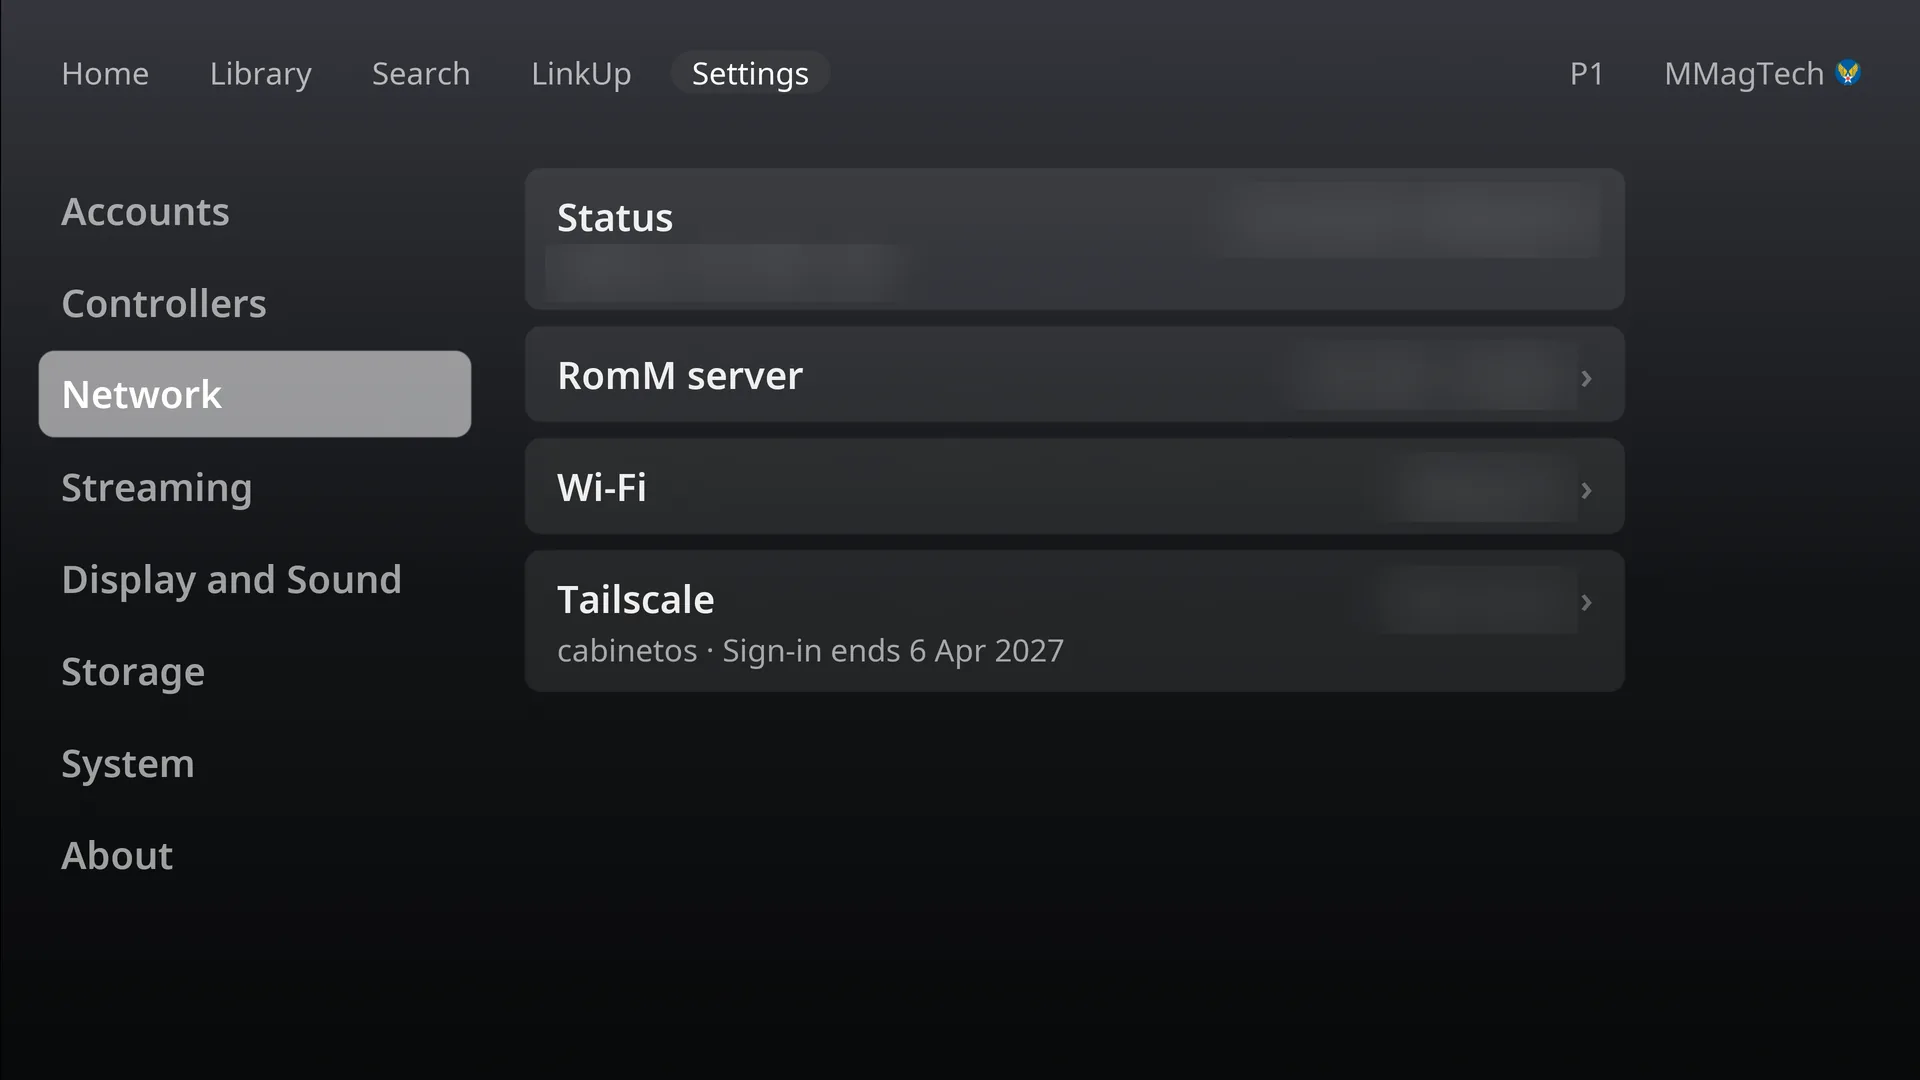 Home Library Search LinkUp Settings P1 MMagTech
Accounts
Controllers
Network
Streaming
Display and Sound
Storage
System
About
Status
RomM server
Wi-Fi
Tailscale
cabinetos · Sign-in ends 6 Apr 2027